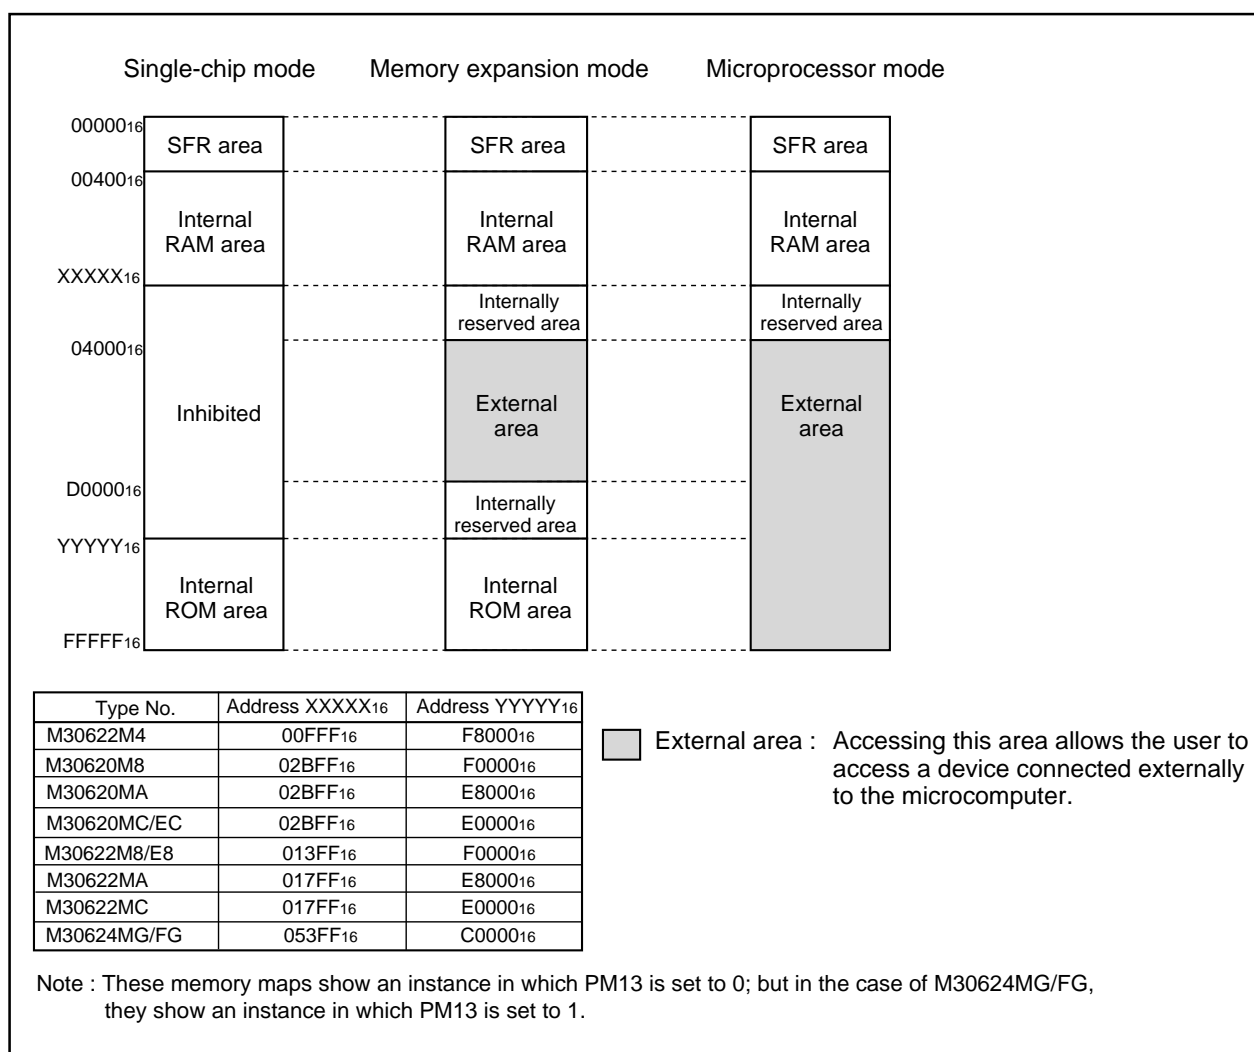 Single-chip mode Memory expansion mode Microprocessor mode
0000016
SFR area SFR area SFR area
0040016
Internal RAM area Internal RAM area Internal RAM area
XXXXX16
Internally reserved area Internally reserved area
0400016
Inhibited External area External area
D000016
Internally reserved area
YYYYY16
Internal ROM area Internal ROM area
FFFFF16
Type No. Address XXXXX16 Address YYYYY16
M30622M4 00FFF16 F800016
M30620M8 02BFF16 F000016
M30620MA 02BFF16 E800016
M30620MC/EC 02BFF16 E000016
M30622M8/E8 013FF16 F000016
M30622MA 017FF16 E800016
M30622MC 017FF16 E000016
M30624MG/FG 053FF16 C000016
External area : Accessing this area allows the user to
access a device connected externally
to the microcomputer.
Note : These memory maps show an instance in which PM13 is set to 0; but in the case of M30624MG/FG,
they show an instance in which PM13 is set to 1.